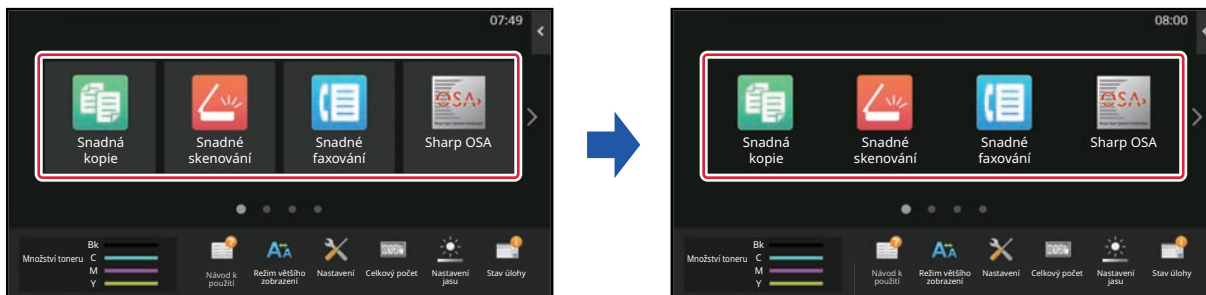 07:49
Snadná
kopie
Snadné
skenování
Snadné
faxování
OSA
Sharp OSA
Množství toneru
Bk
C
M
Y
Návod k
použití
Režim většího
zobrazení
Nastavení
Celkový počet
Nastavení
jasu
Stav úlohy
08:00
Snadná
kopie
Snadné
skenování
Snadné
faxování
OSA
Sharp OSA
Množství toneru
Bk
C
M
Y
Návod k
použití
Režim většího
zobrazení
Nastavení
Celkový počet
Nastavení
jasu
Stav úlohy